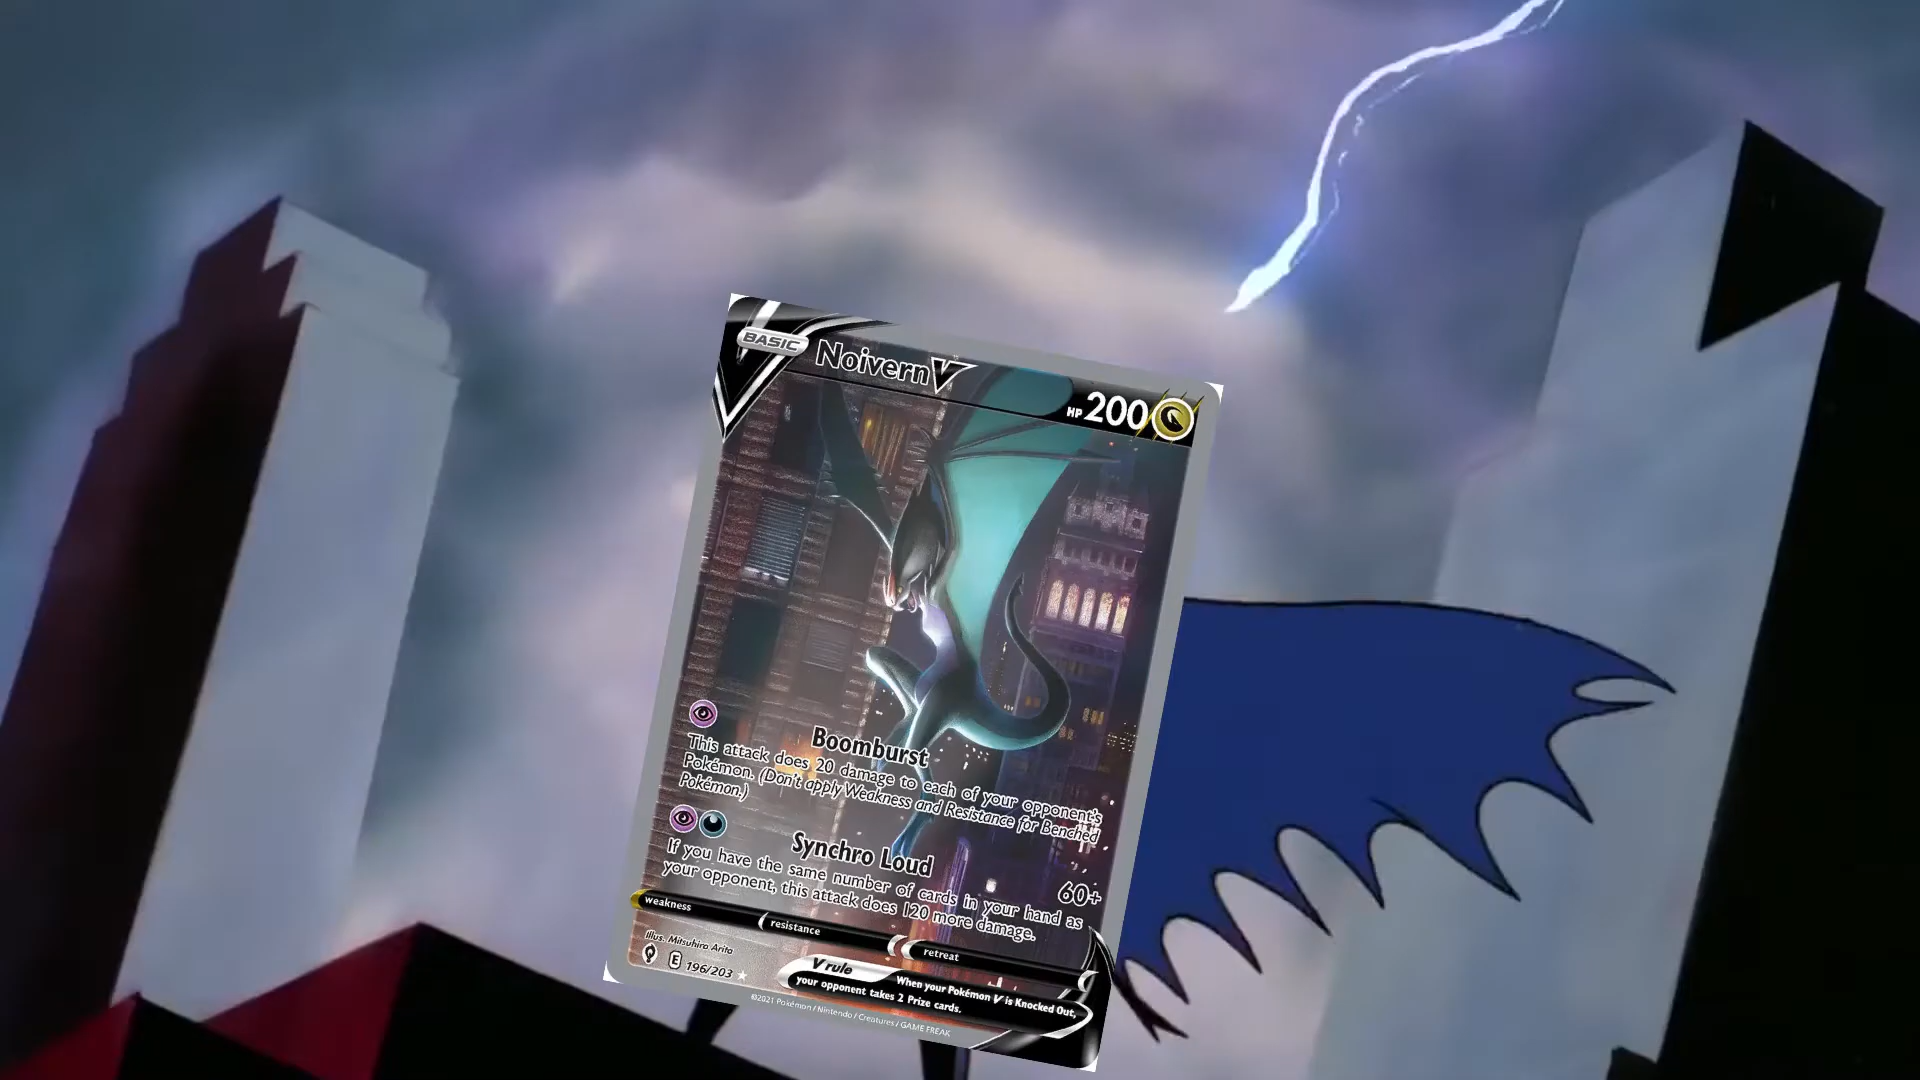 BASIC
Noivern V
HP 200
Boomburst
This attack does 20 damage to each of your opponent's
Pokémon. (Don't apply Weakness and Resistance for Benched
Pokémon.)
Synchro Loud
60+
If you have the same number of cards in your hand as
your opponent, this attack does 120 more damage.
weakness
resistance
retreat
Illus. Mitsuhiro Arita
E 196/203
V rule
When your Pokémon V is Knocked Out,
your opponent takes 2 Prize cards.
©2021 Pokémon / Nintendo / Creatures / GAME FREAK